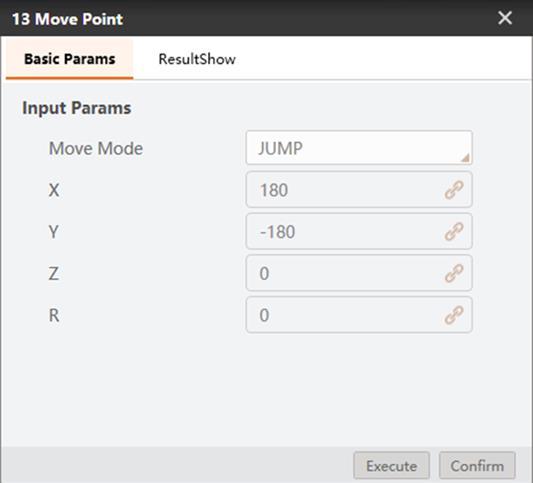 13 Move Point
Basic Params ResultShow
Input Params
Move Mode JUMP
X 180
Y -180
Z 0
R 0
Execute Confirm